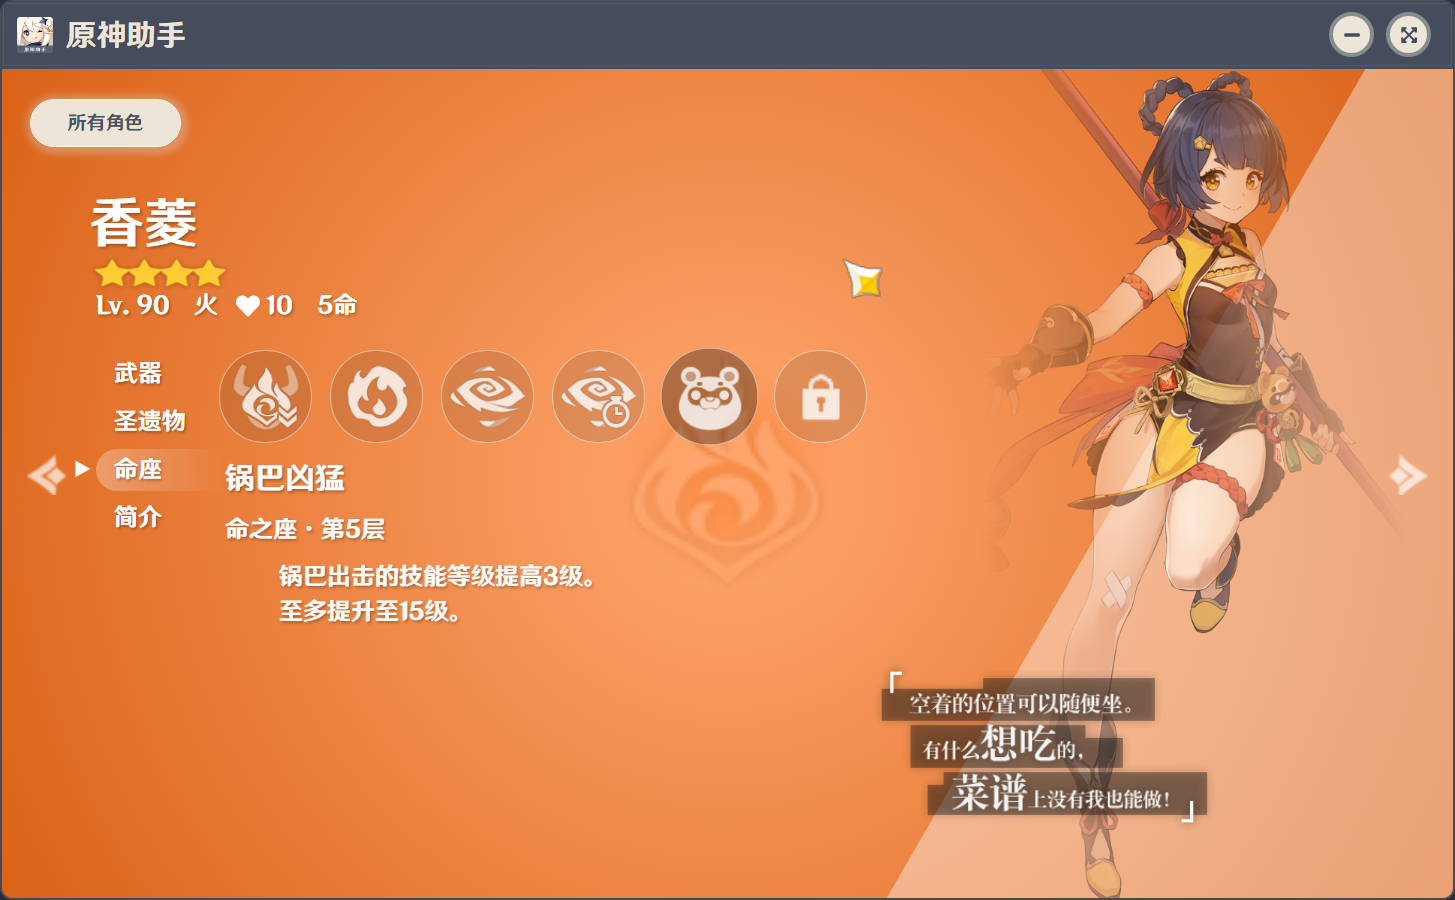 原神助手
所有角色
香菱
Lv. 90 火 10 5命
武器
圣遗物
命座
简介
锅巴凶猛
命之座·第5层
锅巴出击的技能等级提高3级。
至多提升至15级。
「空着的位置可以随便坐。
有什么想吃的,
菜谱上没有我也能做!」